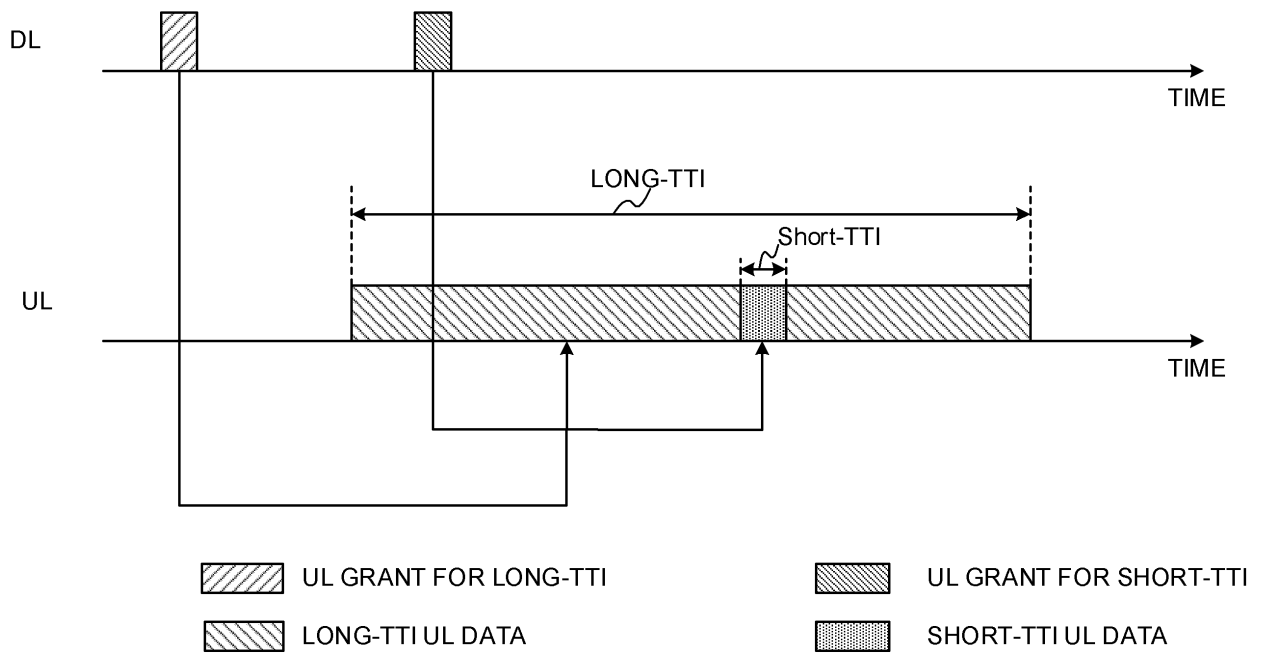 DL
TIME
LONG-TTI
Short-TTI
UL
TIME
UL GRANT FOR LONG-TTI
UL GRANT FOR SHORT-TTI
LONG-TTI UL DATA
SHORT-TTI UL DATA